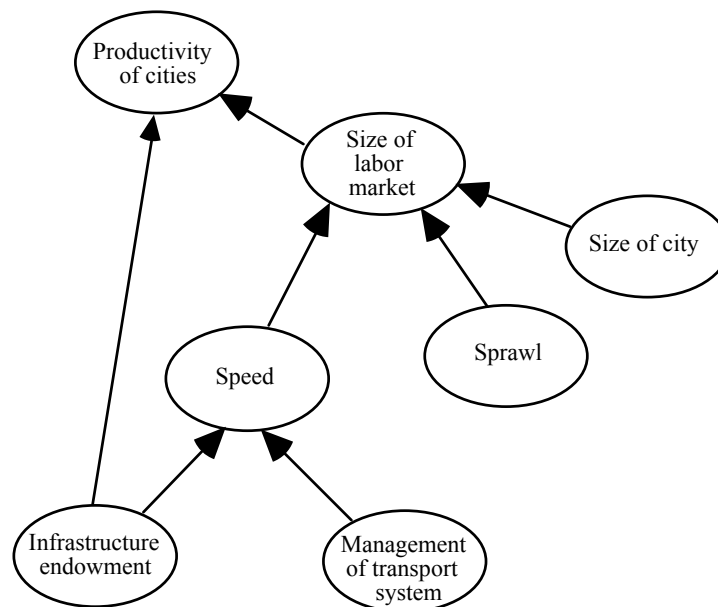 Productivity
of cities
Size of
labor
market
Size of city
Sprawl
Speed
Infrastructure
endowment
Management
of transport
system